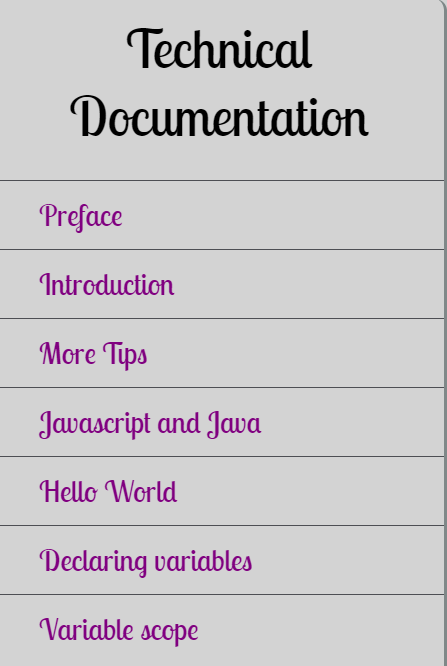 Technical
Documentation
Preface
Introduction
More Tips
Javascript and Java
Hello World
Declaring variables
Variable scope